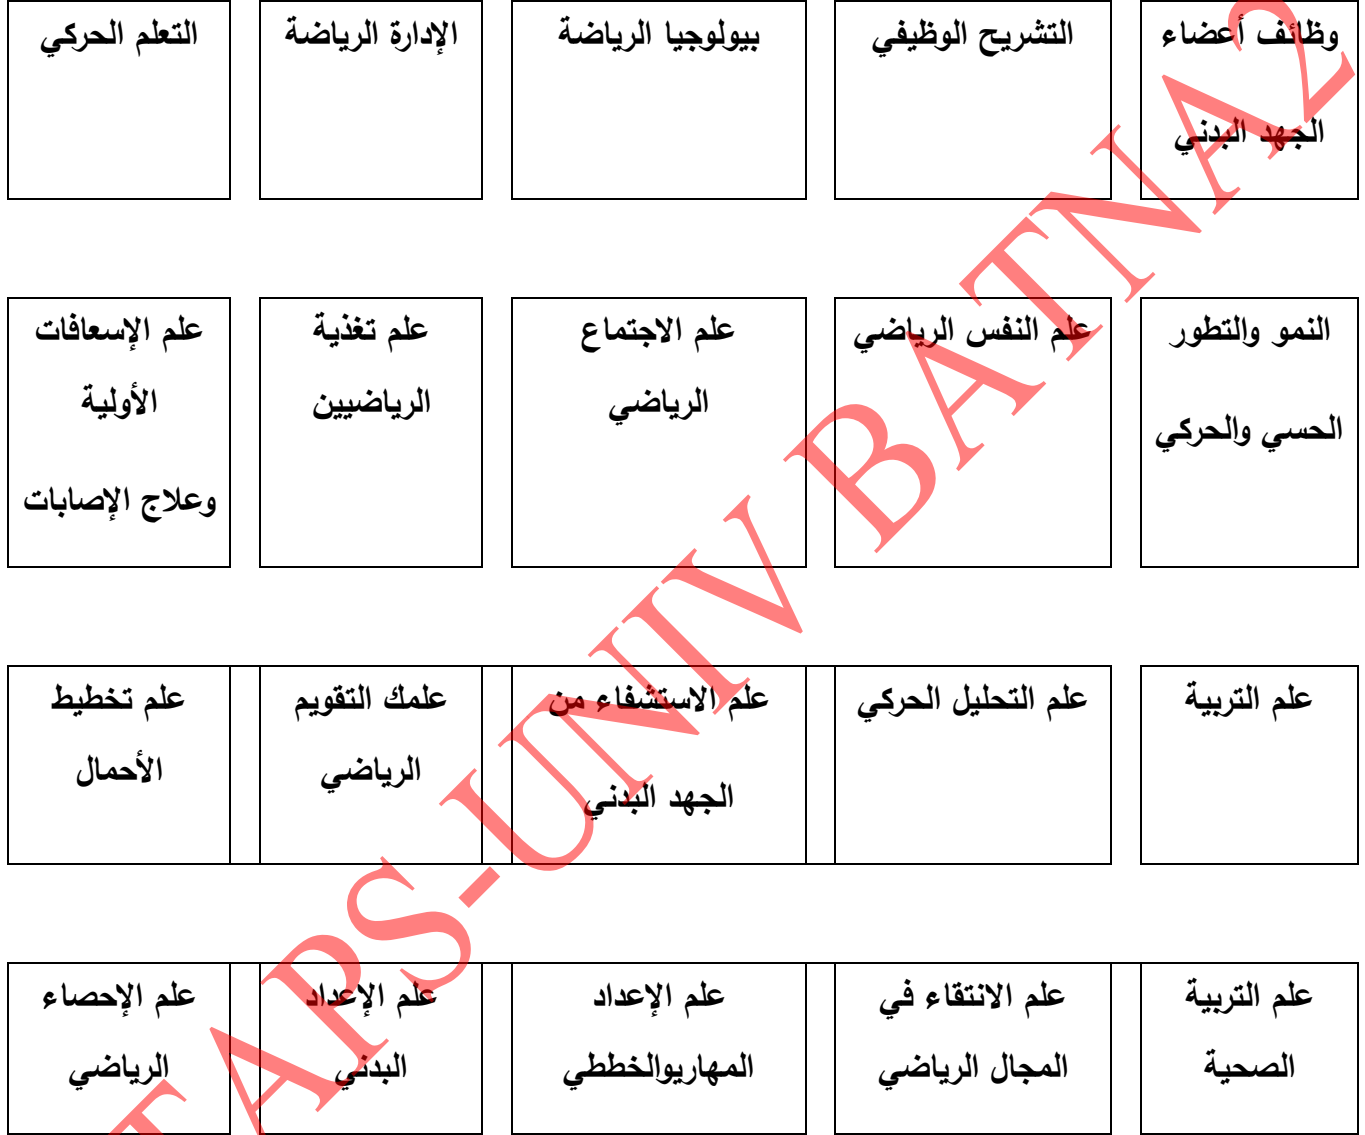 وظائف أعضاء
الجهد البدني
التشريح الوظيفي
بيولوجيا الرياضة
الإدارة الرياضة
التعلم الحركي
النمو والتطور
الحسي والحركي
علم النفس الرياضي
علم الاجتماع
الرياضي
علم تغذية
الرياضيين
علم الإسعافات
الأولية
وعلاج الإصابات
علم التربية
علم التحليل الحركي
علم الاستشفاء من
الجهد البدني
علمك التقويم
الرياضي
علم تخطيط
الأحمال
علم التربية
الصحية
علم الانتقاء في
المجال الرياضي
علم الإعداد
المهاريوالخططي
علم الإعداد
البدني
علم الإحصاء
الرياضي
TAPS-UNIV BATNA2